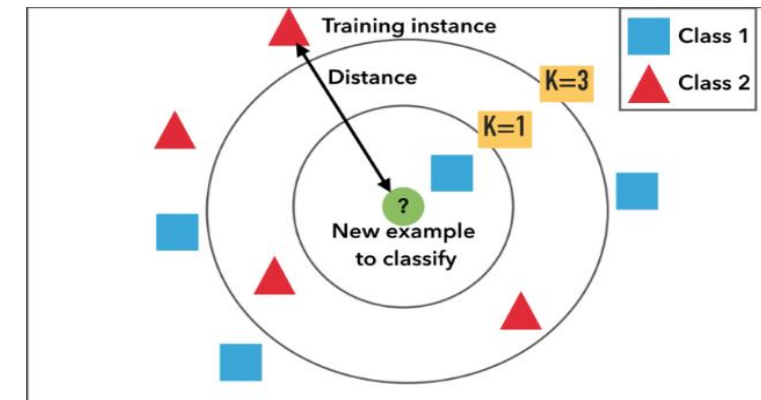 Training instance
Class 1
Distance
Class 2
K=3
K=1
?
New example
to classify